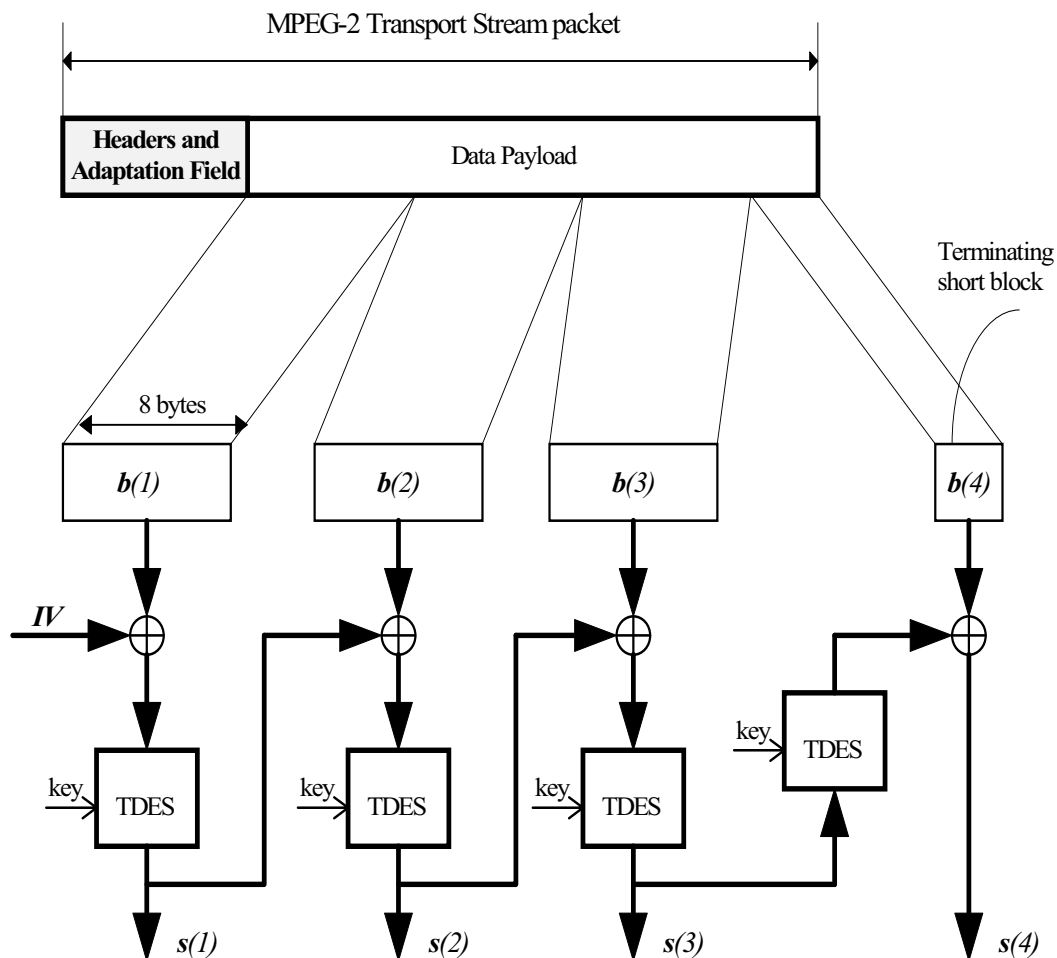 MPEG-2 Transport Stream packet
Headers and
Adaptation Field
Data Payload
Terminating
short block
8 bytes
b(1)
b(2)
b(3)
b(4)
IV
key
TDES
key
TDES
key
TDES
key
TDES
s(1)
s(2)
s(3)
s(4)